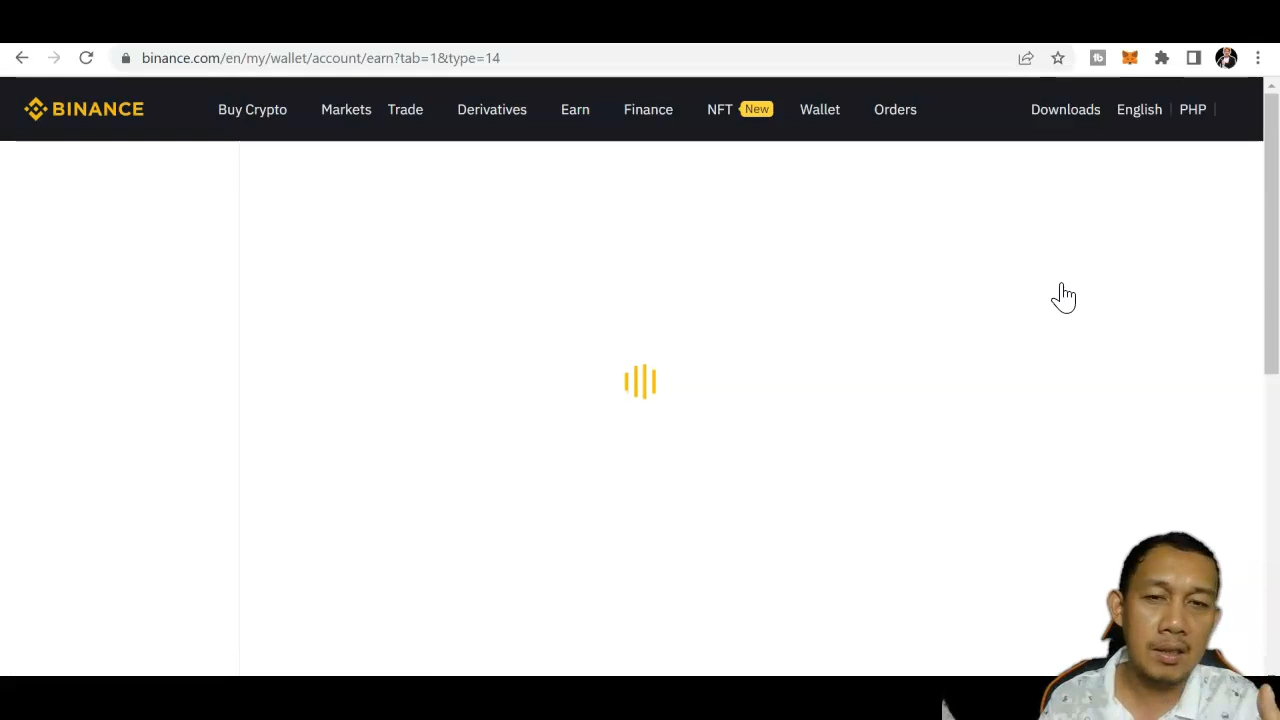 binance.com/en/my/wallet/account/earn?tab=1&type=14
BINANCE Buy Crypto Markets Trade Derivatives Earn Finance NFT New Wallet Orders Downloads English PHP